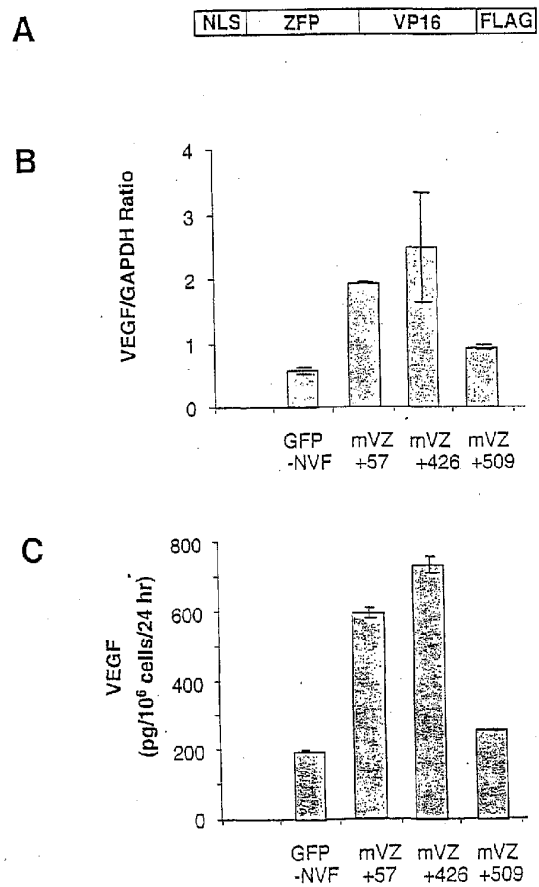 A
NLS ZFP VP16 FLAG
B
VEGF/GAPDH Ratio
4
3
2
1
0
GFP -NVF
mVZ +57
mVZ +426
mVZ +509
C
VEGF
(pg/10⁶ cells/24 hr)
800
600
400
200
0
GFP -NVF
mVZ +57
mVZ +426
mVZ +509